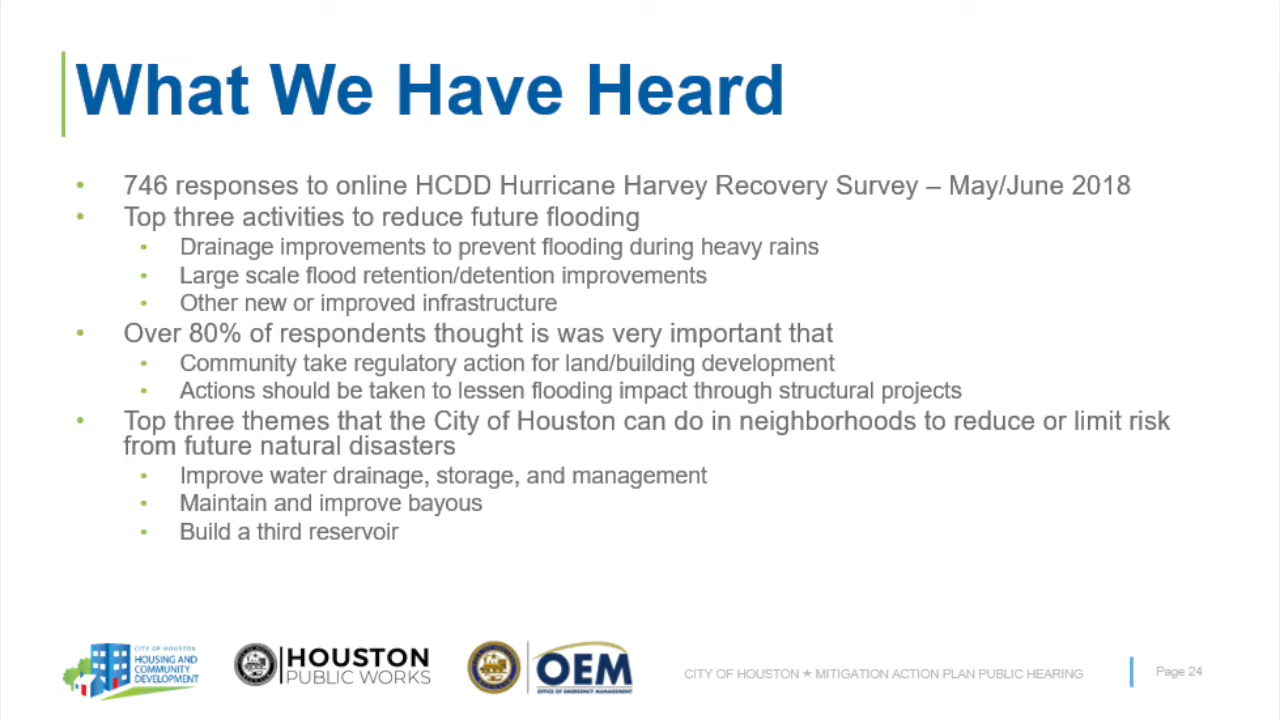 What We Have Heard
• 746 responses to online HCDD Hurricane Harvey Recovery Survey – May/June 2018
• Top three activities to reduce future flooding
• Drainage improvements to prevent flooding during heavy rains
• Large scale flood retention/detention improvements
• Other new or improved infrastructure
• Over 80% of respondents thought is was very important that
• Community take regulatory action for land/building development
• Actions should be taken to lessen flooding impact through structural projects
• Top three themes that the City of Houston can do in neighborhoods to reduce or limit risk
from future natural disasters
• Improve water drainage, storage, and management
• Maintain and improve bayous
• Build a third reservoir
CITY OF HOUSTON
HOUSING AND
COMMUNITY
DEVELOPMENT
HOUSTON
PUBLIC WORKS
OEM
OFFICE OF EMERGENCY MANAGEMENT
CITY OF HOUSTON ★ MITIGATION ACTION PLAN PUBLIC HEARING
Page 24